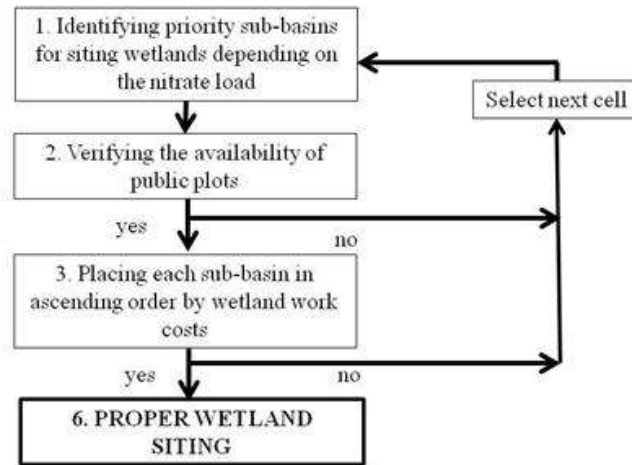 1. Identifying priority sub-basins
for siting wetlands depending on
the nitrate load
Select next cell
2. Verifying the availability of
public plots
yes
no
3. Placing each sub-basin in
ascending order by wetland work
costs
yes
no
6. PROPER WETLAND
SITING